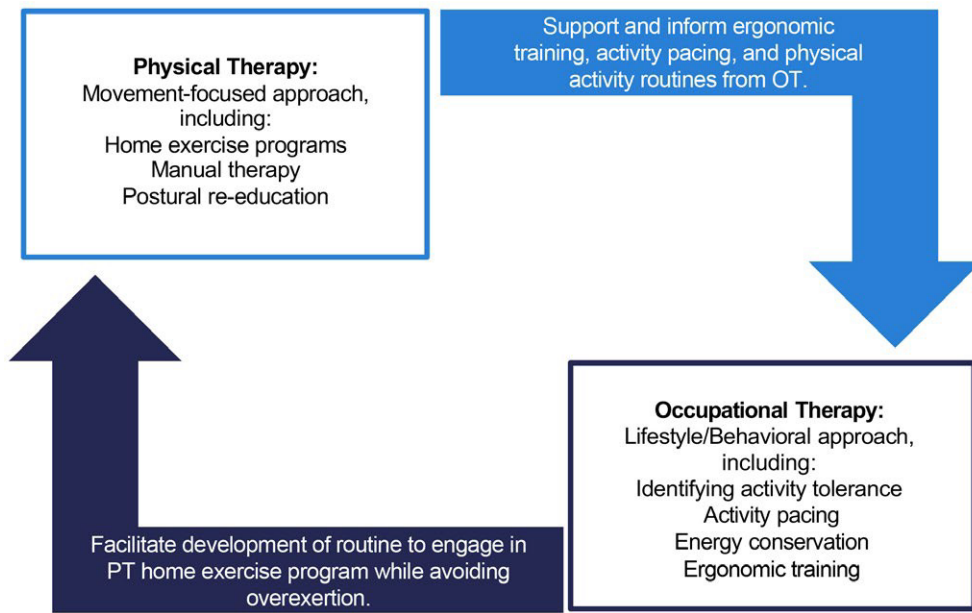 Physical Therapy:
Movement-focused approach,
including:
Home exercise programs
Manual therapy
Postural re-education
Support and inform ergonomic
training, activity pacing, and physical
activity routines from OT.
Occupational Therapy:
Lifestyle/Behavioral approach,
including:
Identifying activity tolerance
Activity pacing
Energy conservation
Ergonomic training
Facilitate development of routine to engage in
PT home exercise program while avoiding
overexertion.